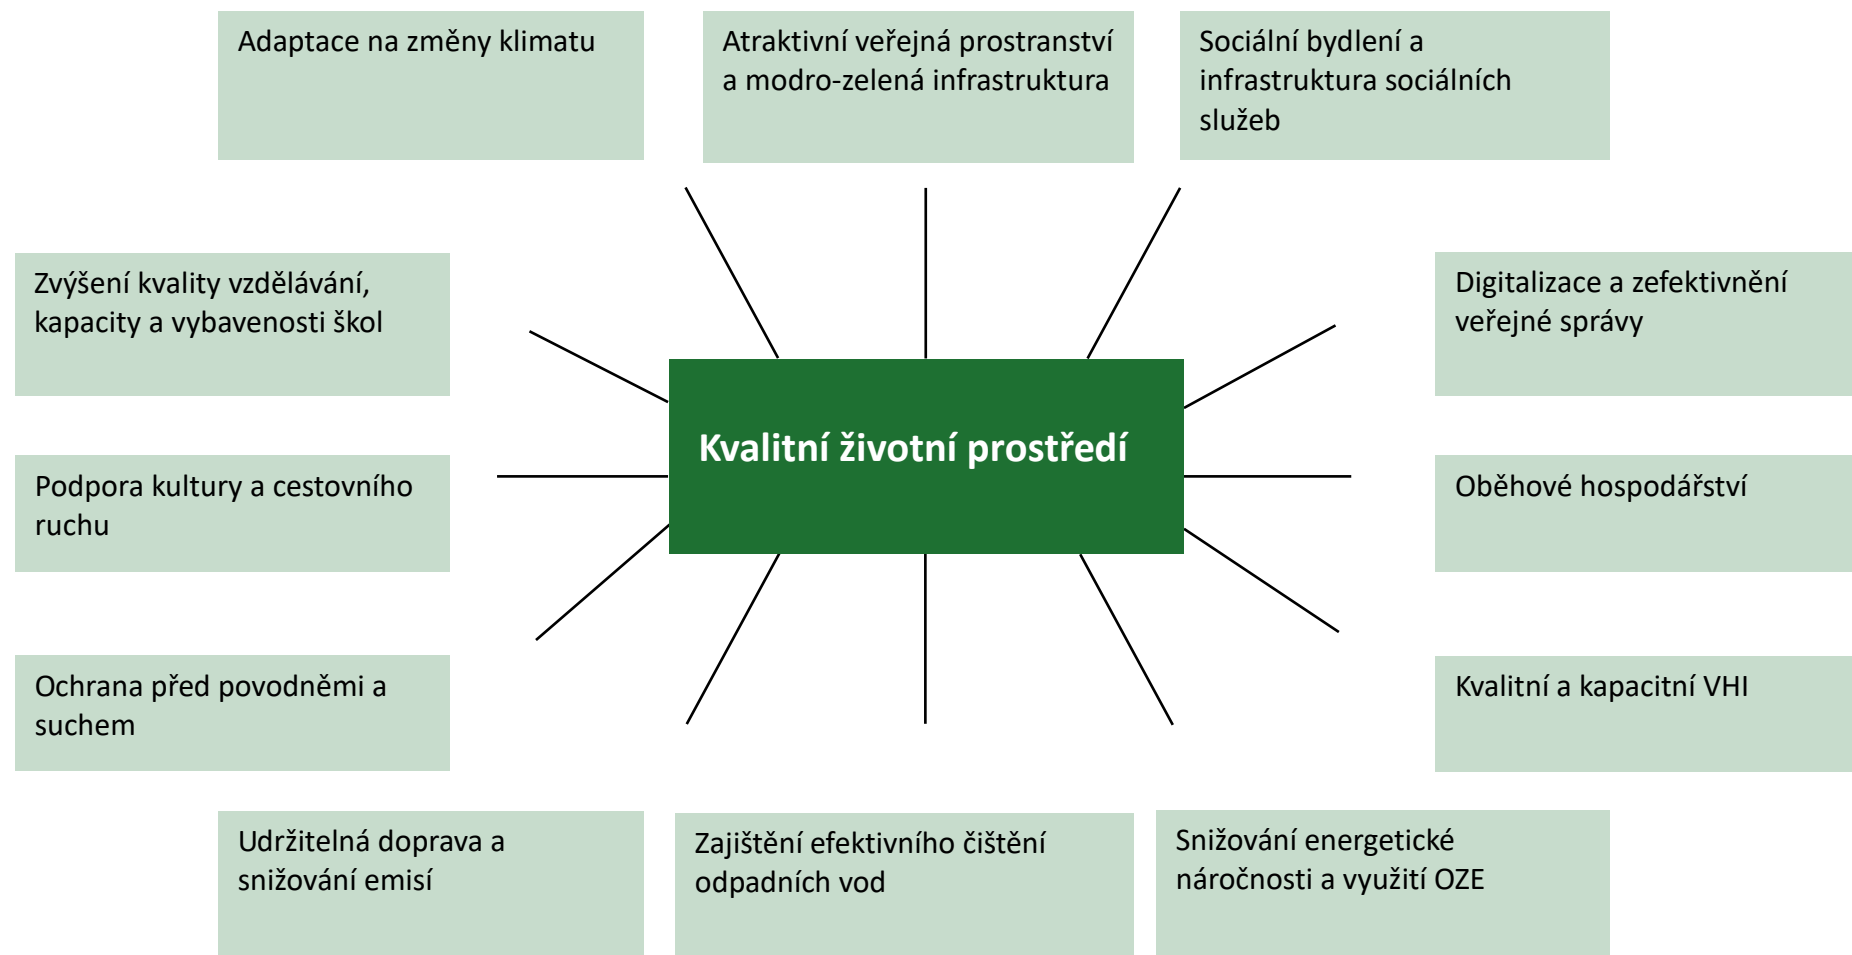 Adaptace na změny klimatu
Atraktivní veřejná prostranství
a modro-zelená infrastruktura
Sociální bydlení a
infrastruktura sociálních
služeb
Zvýšení kvality vzdělávání,
kapacity a vybavenosti škol
Digitalizace a zefektivnění
veřejné správy
Kvalitní životní prostředí
Podpora kultury a cestovního
ruchu
Oběhové hospodářství
Ochrana před povodněmi a
suchem
Kvalitní a kapacitní VHI
Udržitelná doprava a
snižování emisí
Zajištění efektivního čištění
odpadních vod
Snižování energetické
náročnosti a využití OZE